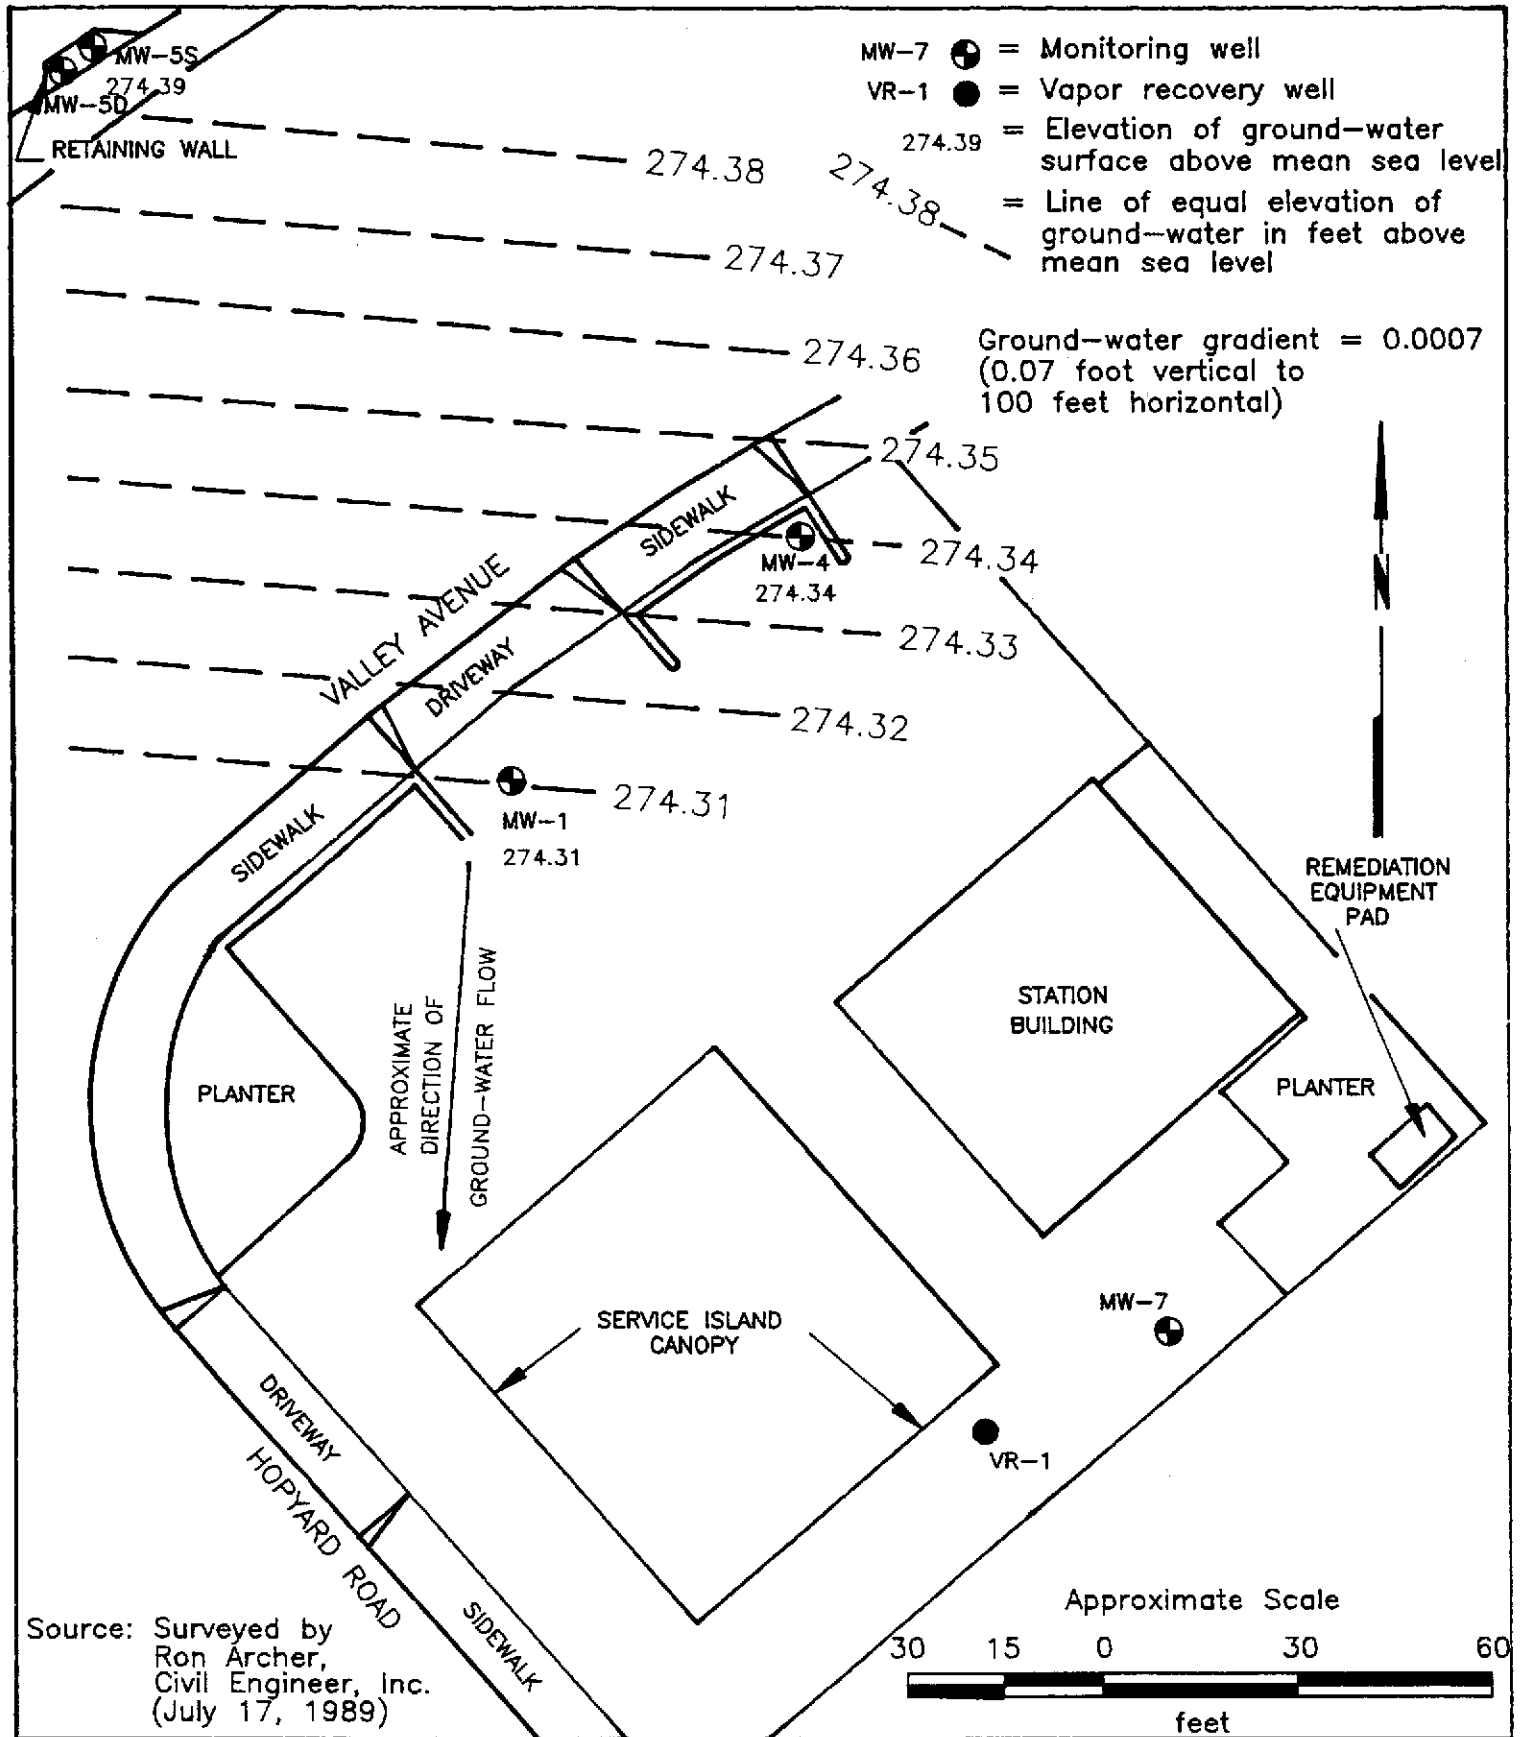 MW-5S
274.39
MW-5D
RETAINING WALL
MW-7 = Monitoring well
VR-1 = Vapor recovery well
274.39 = Elevation of ground-water
surface above mean sea level
274.38 = Line of equal elevation of
ground-water in feet above
mean sea level
Ground-water gradient = 0.0007
(0.07 foot vertical to
100 feet horizontal)
274.38
274.37
274.36
274.35
274.34
274.33
274.32
274.31
N
SIDEWALK
MW-4
274.34
VALLEY AVENUE
DRIVEWAY
MW-1
274.31
SIDEWALK
REMEDIATION
EQUIPMENT
PAD
APPROXIMATE
DIRECTION OF
GROUND-WATER FLOW
STATION
BUILDING
PLANTER
PLANTER
MW-7
SERVICE ISLAND
CANOPY
VR-1
DRIVEWAY
HOPYARD ROAD
SIDEWALK
Source: Surveyed by
Ron Archer,
Civil Engineer, Inc.
(July 17, 1989)
Approximate Scale
30 15 0 30 60
feet